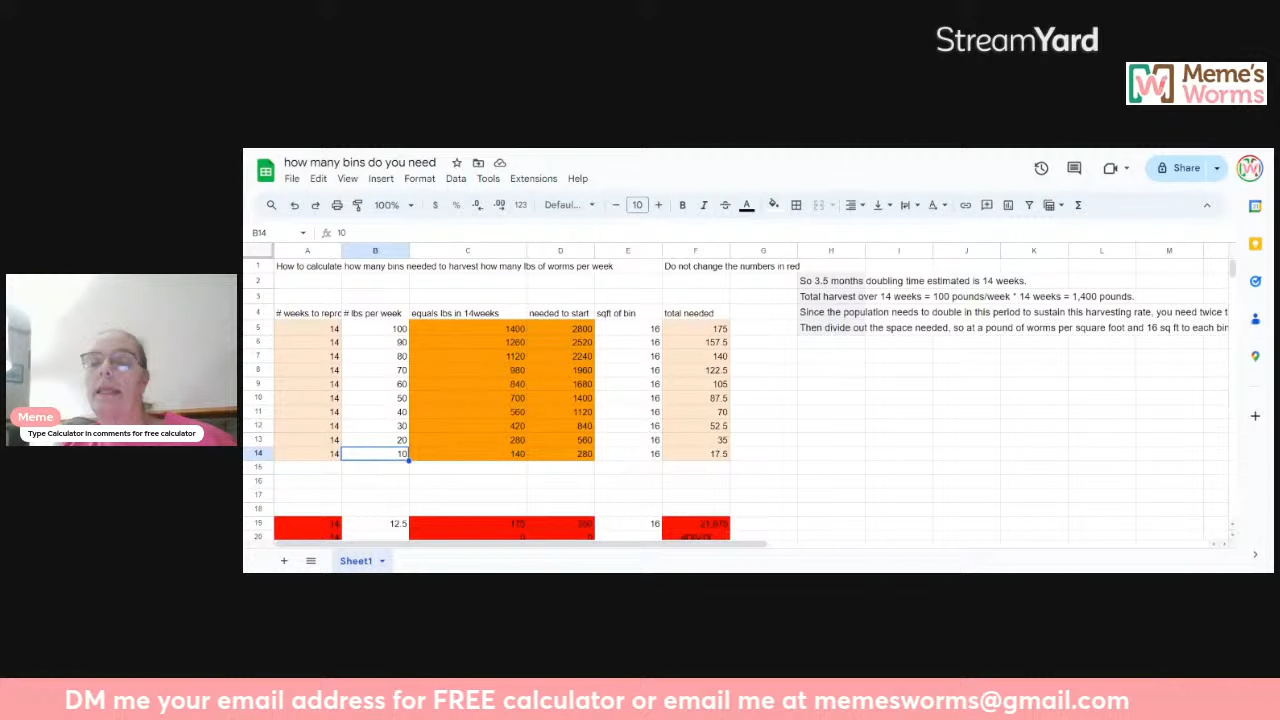 StreamYard
Meme's
Worms
how many bins do you need
File Edit View Insert Format Data Tools Extensions Help
Share
100% $ % .0 .00 123 Defaul... 10 B I A Σ
B14 fx 10
A B C D E F G H I J K L M
1 How to calculate how many bins needed to harvest how many lbs of worms per week Do not change the numbers in red
2 So 3.5 months doubling time estimated is 14 weeks.
3 Total harvest over 14 weeks = 100 pounds/week * 14 weeks = 1,400 pounds.
4 # weeks to repro # lbs per week equals lbs in 14weeks needed to start sqft of bin total needed Since the population needs to double in this period to sustain this harvesting rate, you need twice t
5 14 100 1400 2800 16 175 Then divide out the space needed, so at a pound of worms per square foot and 16 sq ft to each bin
6 14 90 1260 2520 16 157.5
7 14 80 1120 2240 16 140
8 14 70 980 1960 16 122.5
9 14 60 840 1680 16 105
10 14 50 700 1400 16 87.5
11 14 40 560 1120 16 70
12 14 30 420 840 16 52.5
13 14 20 280 560 16 35
14 14 10 140 280 16 17.5
15
16
17
18
19 14 12.5 175 350 16 21.875
20 14 0 0
Sheet1
Meme
Type Calculator in comments for free calculator
DM me your email address for FREE calculator or email me at memesworms@gmail.com